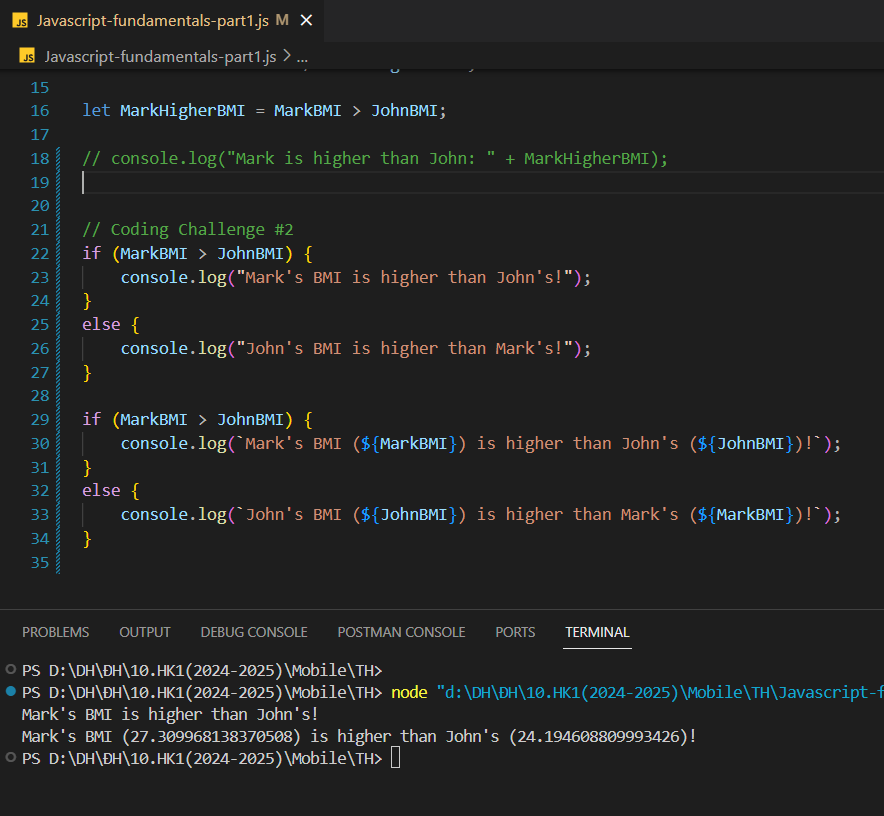 JS Javascript-fundamentals-part1.js M ×
JS Javascript-fundamentals-part1.js > ...
15
16 let MarkHigherBMI = MarkBMI > JohnBMI;
17
18 // console.log("Mark is higher than John: " + MarkHigherBMI);
19
20
21 // Coding Challenge #2
22 if (MarkBMI > JohnBMI) {
23 console.log("Mark's BMI is higher than John's!");
24 }
25 else {
26 console.log("John's BMI is higher than Mark's!");
27 }
28
29 if (MarkBMI > JohnBMI) {
30 console.log(`Mark's BMI (${MarkBMI}) is higher than John's (${JohnBMI})!`);
31 }
32 else {
33 console.log(`John's BMI (${JohnBMI}) is higher than Mark's (${MarkBMI})!`);
34 }
35
PROBLEMS OUTPUT DEBUG CONSOLE POSTMAN CONSOLE PORTS TERMINAL
PS D:\DH\ĐH\10.HK1(2024-2025)\Mobile\TH>
PS D:\DH\ĐH\10.HK1(2024-2025)\Mobile\TH> node "d:\DH\ĐH\10.HK1(2024-2025)\Mobile\TH\Javascript-f
Mark's BMI is higher than John's!
Mark's BMI (27.309968138370508) is higher than John's (24.194608809993426)!
PS D:\DH\ĐH\10.HK1(2024-2025)\Mobile\TH>